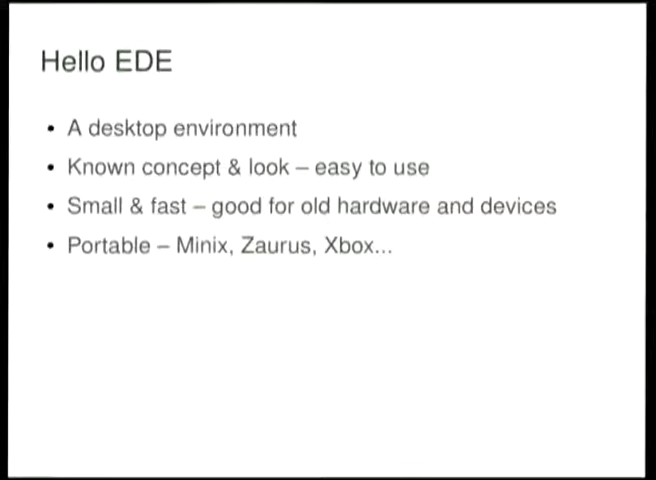 Hello EDE
• A desktop environment
• Known concept & look – easy to use
• Small & fast – good for old hardware and devices
• Portable – Minix, Zaurus, Xbox...